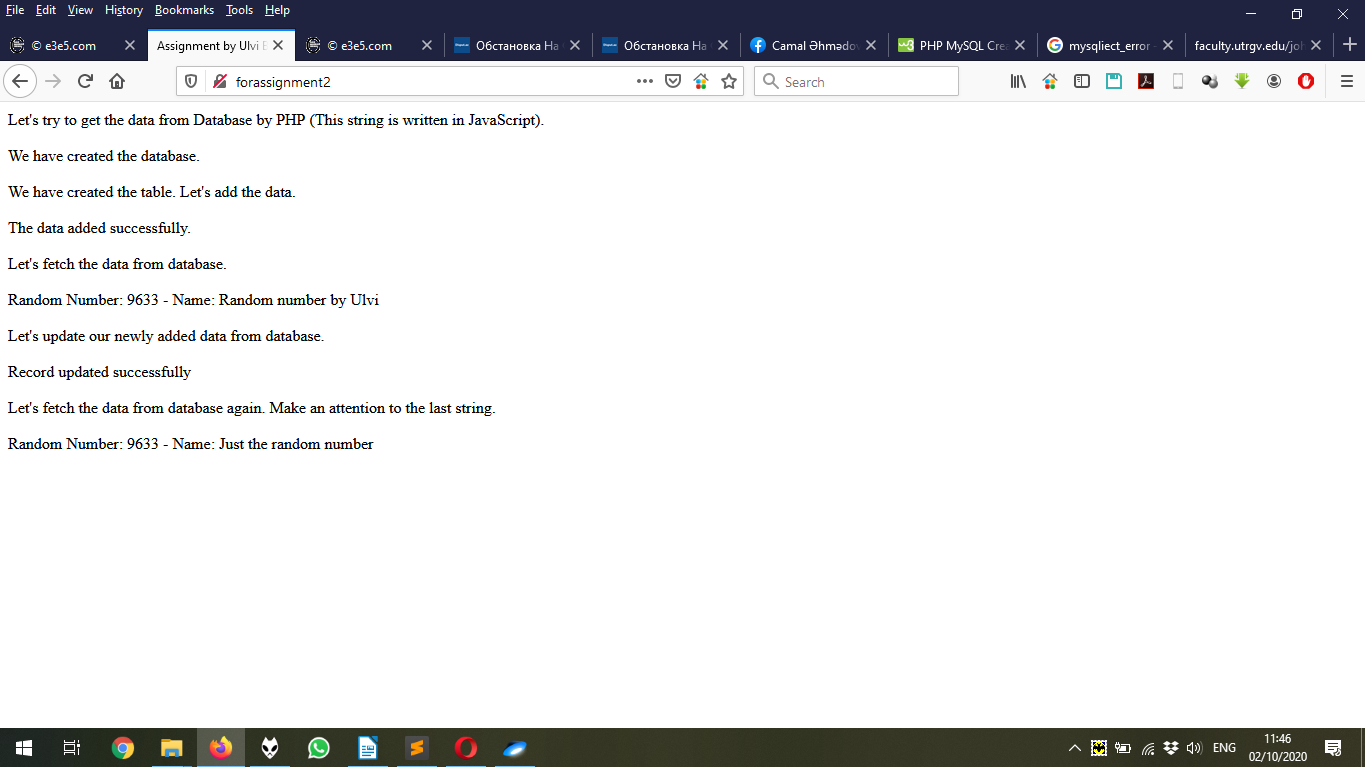 File Edit View History Bookmarks Tools Help
© e3e5.com
Assignment by Ulvi
© e3e5.com
Обстановка На
Обстановка На
Camal Əhmədov
PHP MySQL Crea
mysqliect_error
faculty.utrgv.edu/joh
forassignment2
Search
Let's try to get the data from Database by PHP (This string is written in JavaScript).
We have created the database.
We have created the table. Let's add the data.
The data added successfully.
Let's fetch the data from database.
Random Number: 9633 - Name: Random number by Ulvi
Let's update our newly added data from database.
Record updated successfully
Let's fetch the data from database again. Make an attention to the last string.
Random Number: 9633 - Name: Just the random number
ENG
11:46
02/10/2020